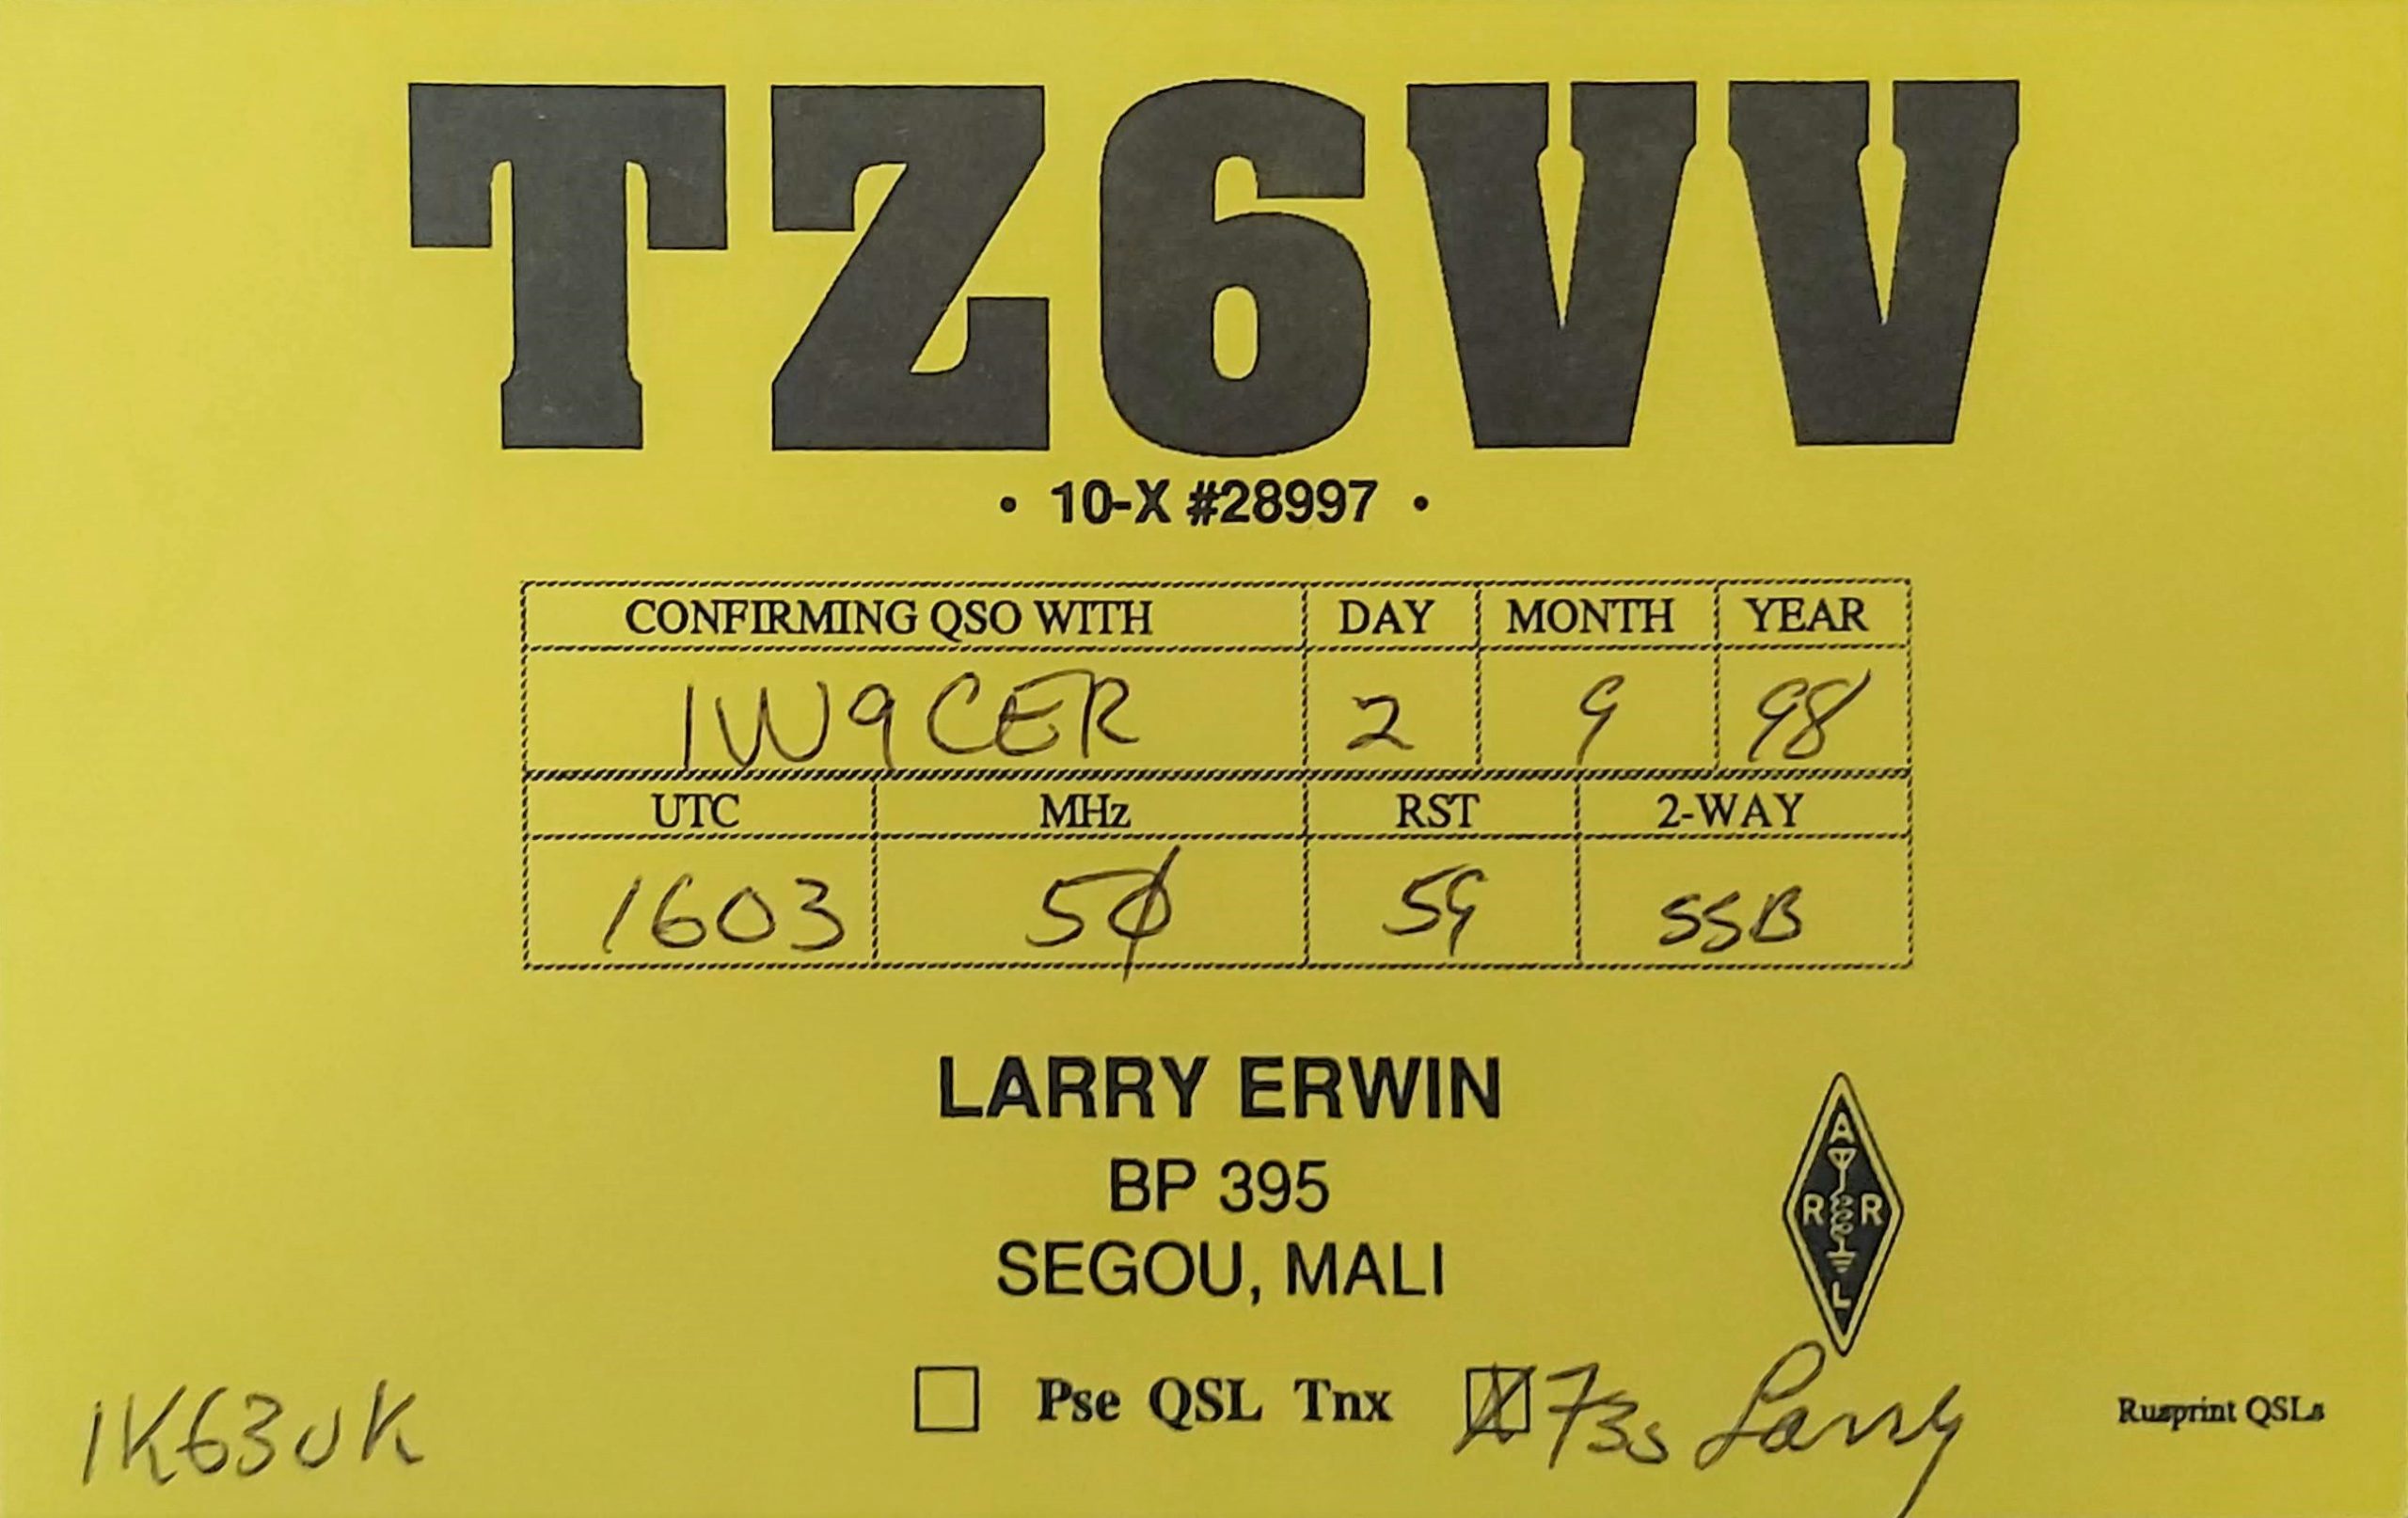 TZ6VV
• 10-X #28997 •
CONFIRMING QSO WITH DAY MONTH YEAR
IW9CER 2 9 98
UTC MHz RST 2-WAY
1603 50 59 SSB
LARRY ERWIN
BP 395
SEGOU, MALI
A
R R
L
Pse QSL Tnx X 73s Larry
IK63UK
Rusprint QSLs